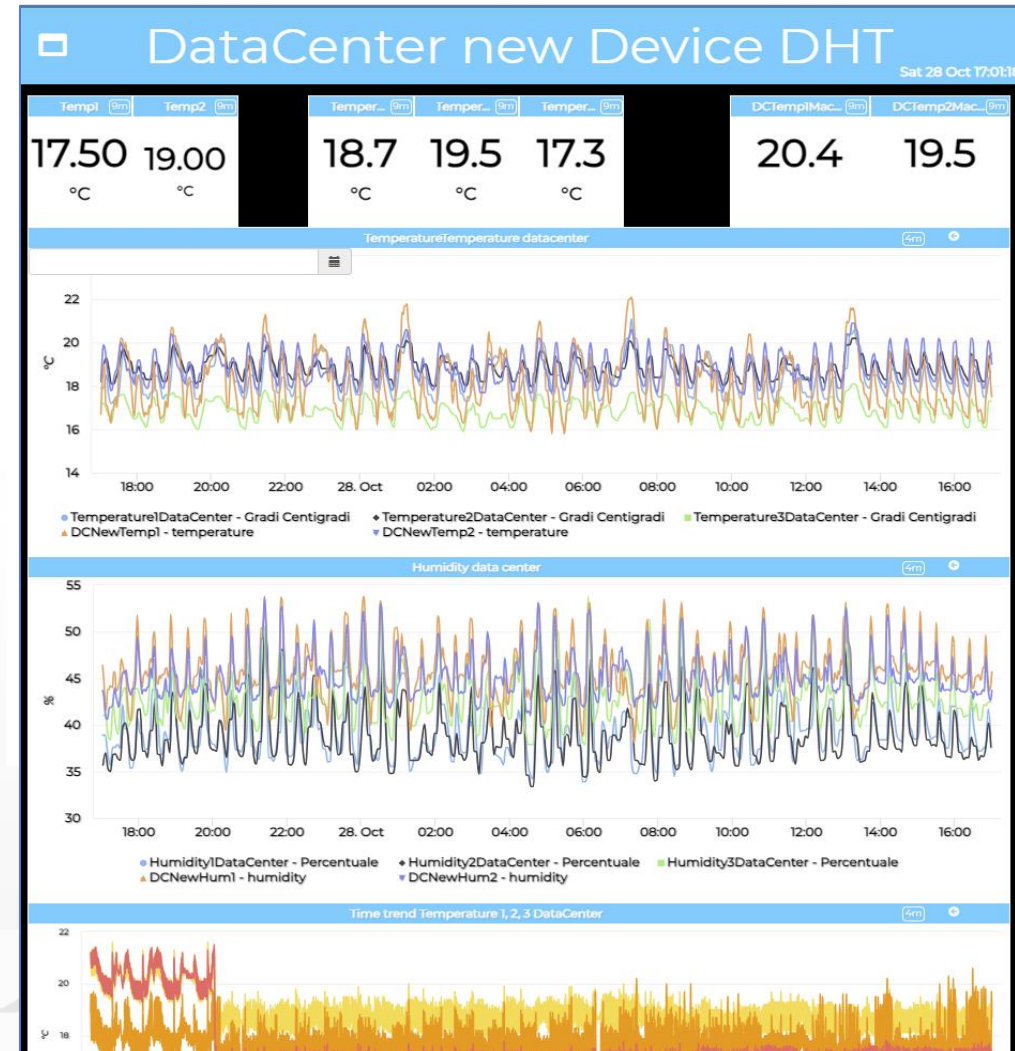 DataCenter new Device DHT
Sat 28 Oct 17:01:18
Temp1 9m Temp2 9m Temper... 9m Temper... 9m Temper... 9m DCTemp1Mac... 9m DCTemp2Mac... 9m
17.50 19.00 18.7 19.5 17.3 20.4 19.5
°C °C °C °C °C
TemperatureTemperature datacenter 4m
22
20
°C
18
16
14
18:00 20:00 22:00 28. Oct 02:00 04:00 06:00 08:00 10:00 12:00 14:00 16:00
Temperature1DataCenter - Gradi Centigradi Temperature2DataCenter - Gradi Centigradi Temperature3DataCenter - Gradi Centigradi
DCNewTemp1 - temperature DCNewTemp2 - temperature
Humidity data center 4m
55
50
45
%
40
35
30
18:00 20:00 22:00 28. Oct 02:00 04:00 06:00 08:00 10:00 12:00 14:00 16:00
Humidity1DataCenter - Percentuale Humidity2DataCenter - Percentuale Humidity3DataCenter - Percentuale
DCNewHum1 - humidity DCNewHum2 - humidity
Time trend Temperature 1, 2, 3 DataCenter 4m
22
20
°C 18